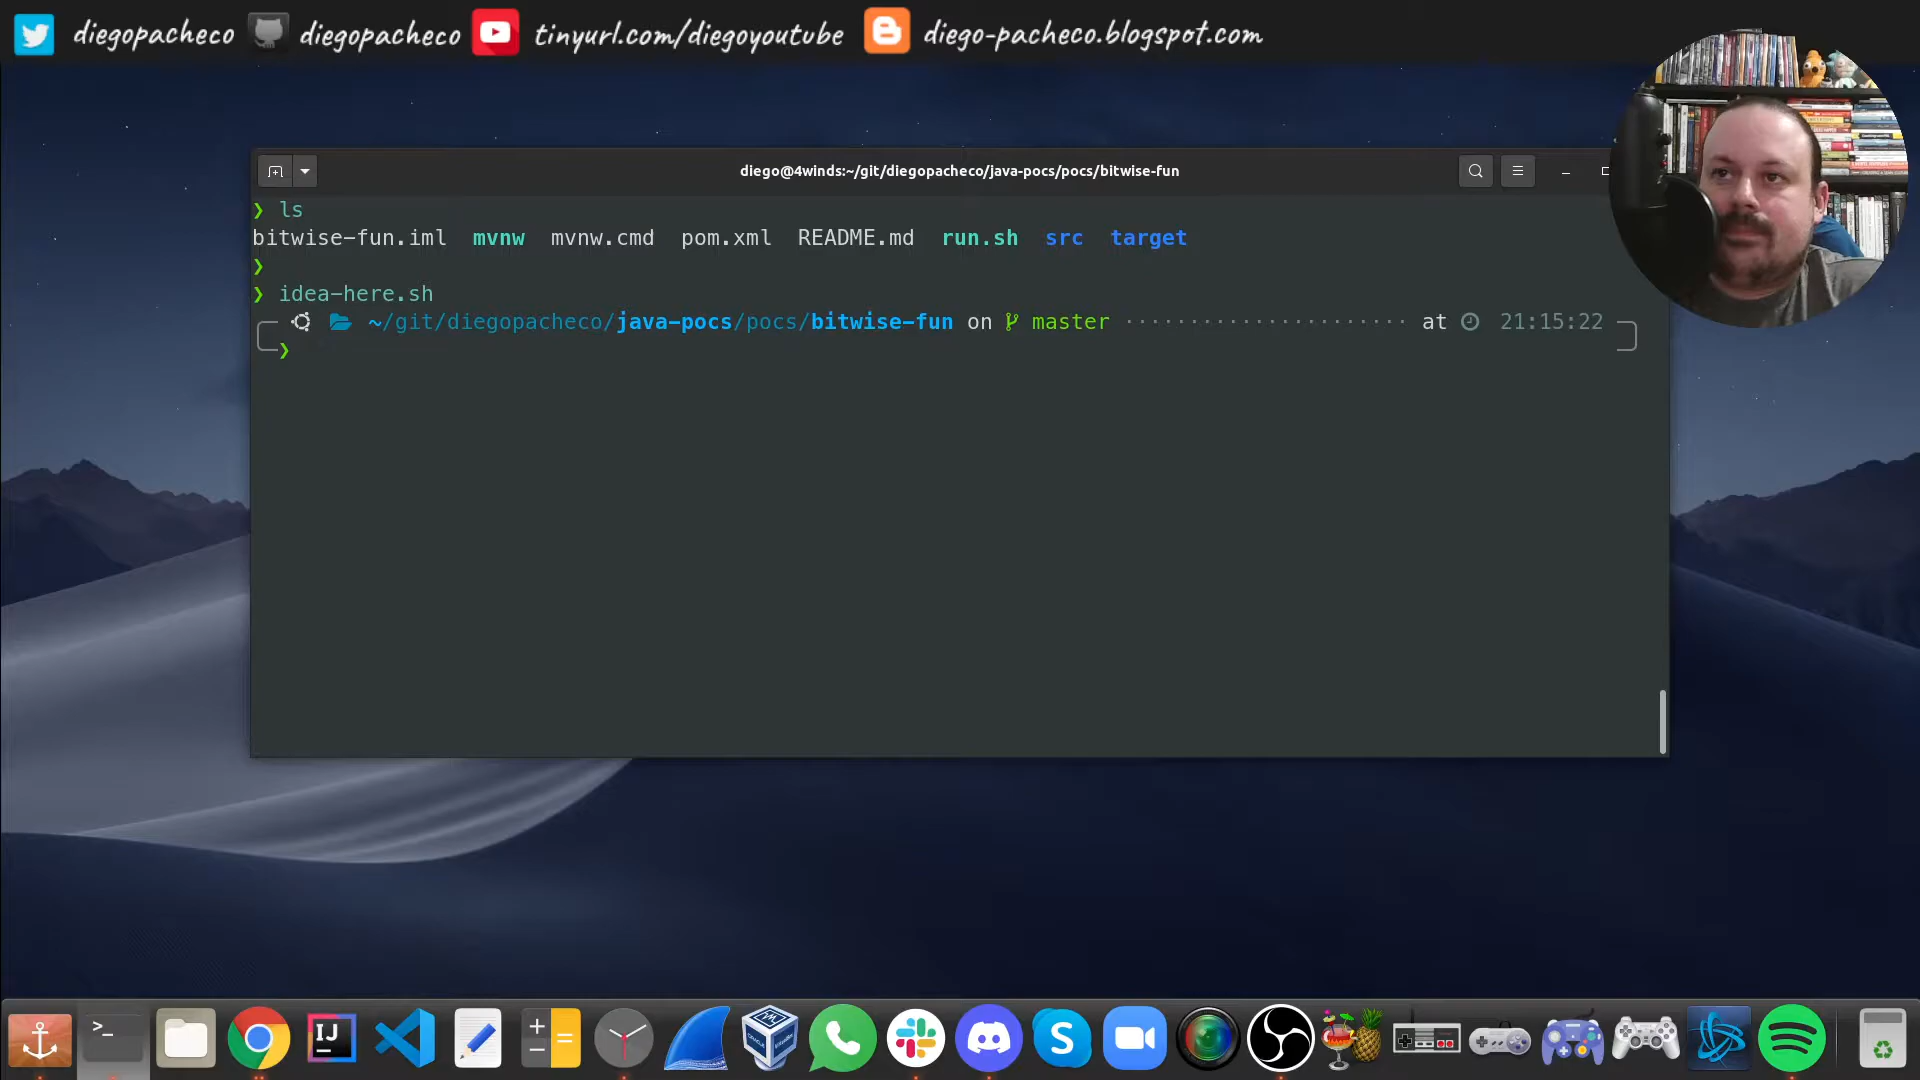 diegopacheco diegopacheco tinyurl.com/diegoyoutube diego-pacheco.blogspot.com
diego@4winds:~/git/diegopacheco/java-pocs/pocs/bitwise-fun
❯ ls
bitwise-fun.iml mvnw mvnw.cmd pom.xml README.md run.sh src target
❯
❯ idea-here.sh
~/git/diegopacheco/java-pocs/pocs/bitwise-fun on master ······················ at 21:15:22
❯
>_
IJ
S